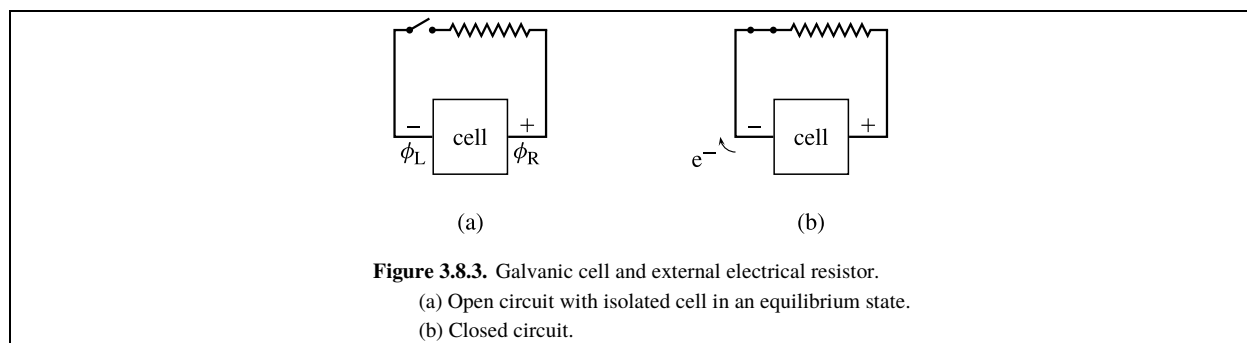 − cell +
ϕL ϕR
(a)
− cell +
e−
(b)
Figure 3.8.3. Galvanic cell and external electrical resistor.
(a) Open circuit with isolated cell in an equilibrium state.
(b) Closed circuit.